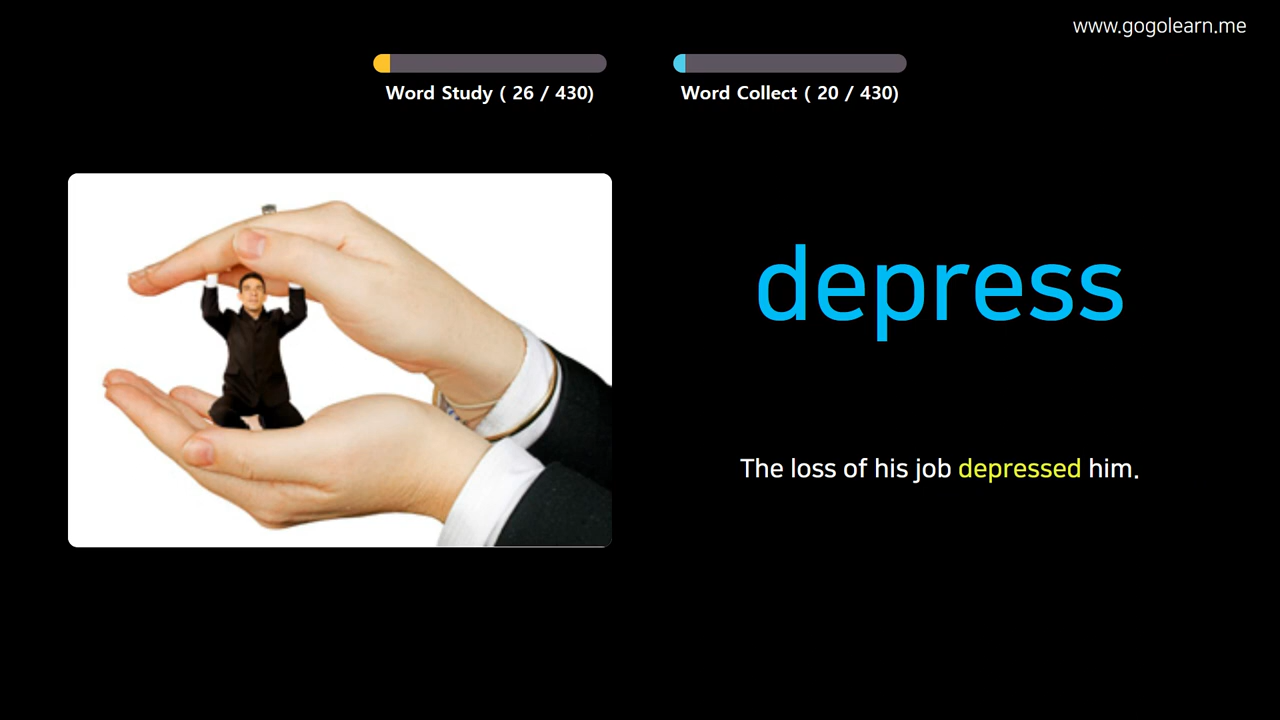 www.gogolearn.me
Word Study ( 26 / 430)
Word Collect ( 20 / 430)
depress
The loss of his job depressed him.